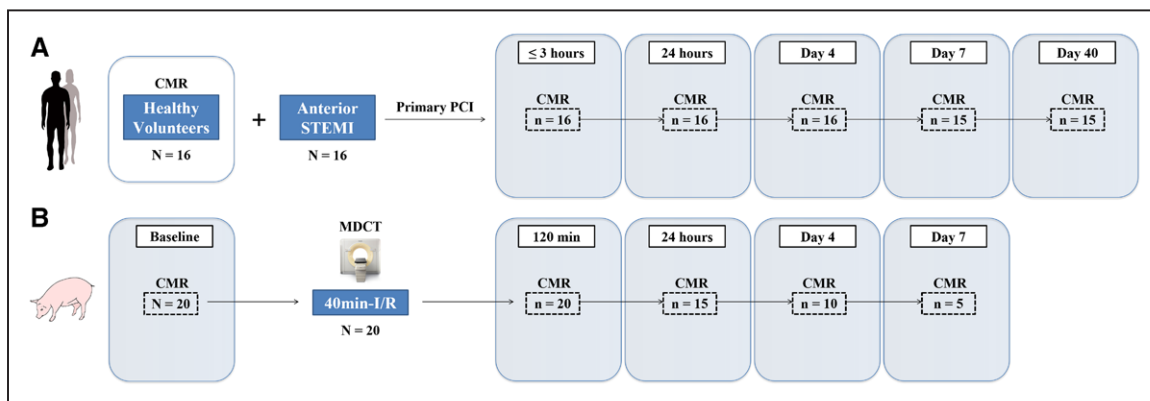 A
CMR
Healthy
Volunteers
N = 16
+
Anterior
STEMI
N = 16
Primary PCI
≤ 3 hours
CMR
n = 16
24 hours
CMR
n = 16
Day 4
CMR
n = 16
Day 7
CMR
n = 15
Day 40
CMR
n = 15
B
Baseline
CMR
N = 20
MDCT
40min-I/R
N = 20
120 min
CMR
n = 20
24 hours
CMR
n = 15
Day 4
CMR
n = 10
Day 7
CMR
n = 5